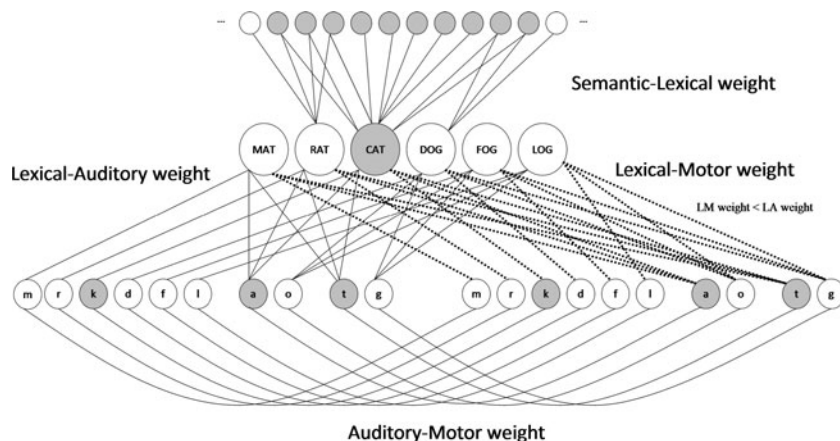 ... ...
Semantic-Lexical weight
MAT RAT CAT DOG FOG LOG
Lexical-Auditory weight Lexical-Motor weight
LM weight < LA weight
m r k d f l a o t g m r k d f l a o t g
Auditory-Motor weight